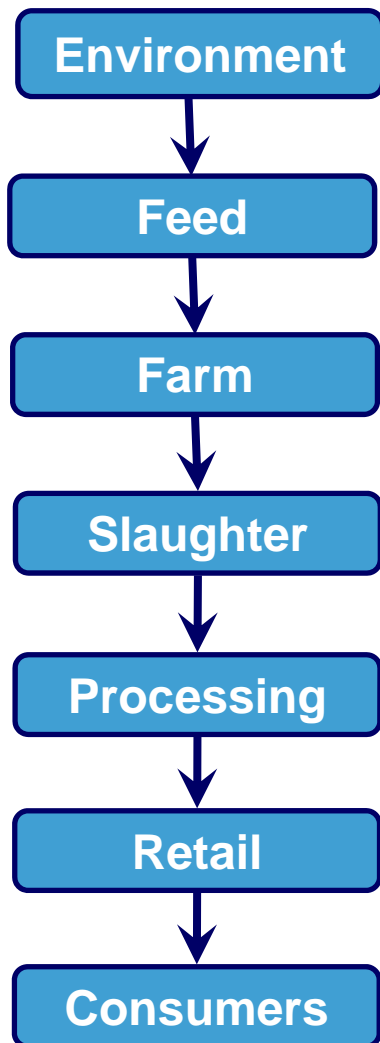 Environment
Feed
Farm
Slaughter
Processing
Retail
Consumers